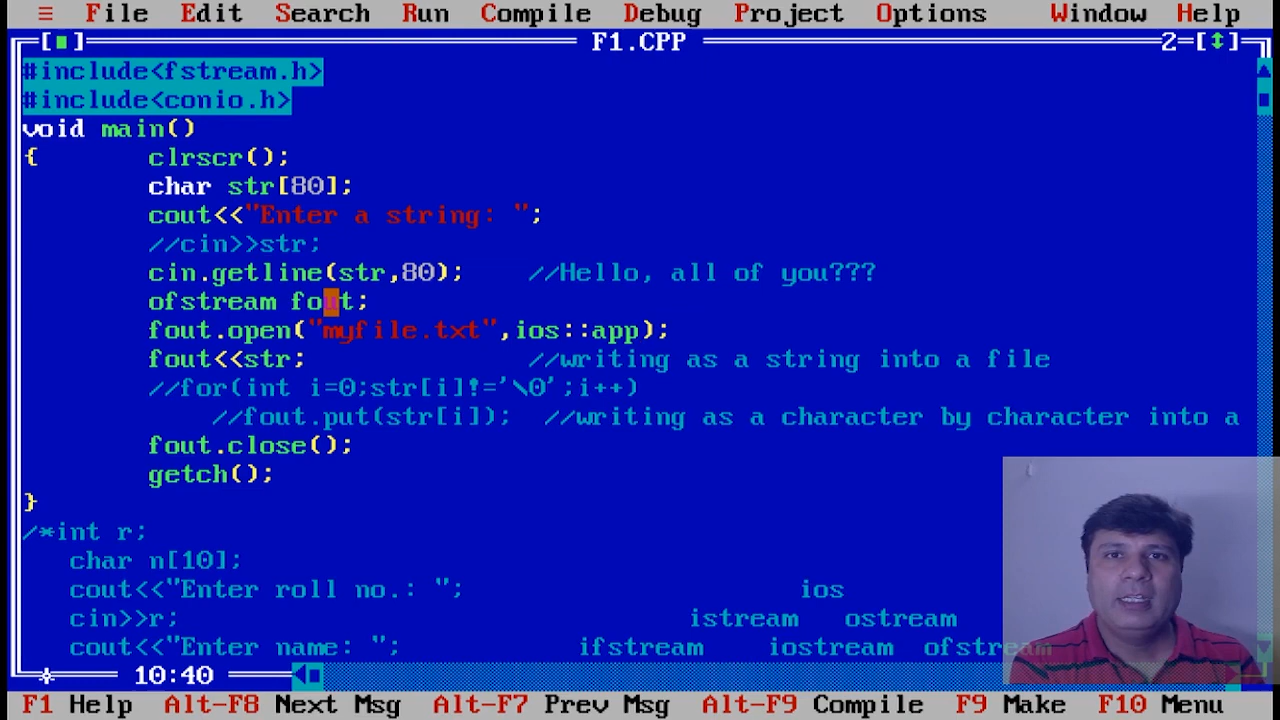 ≡ File Edit Search Run Compile Debug Project Options Window Help
[■] F1.CPP 2=[↕]
#include<fstream.h>
#include<conio.h>
void main()
{ clrscr();
char str[80];
cout<<"Enter a string: ";
//cin>>str;
cin.getline(str,80); //Hello, all of you???
ofstream fout;
fout.open("myfile.txt",ios::app);
fout<<str; //writing as a string into a file
//for(int i=0;str[i]!='\0';i++)
//fout.put(str[i]); //writing as a character by character into a
fout.close();
getch();
}
/*int r;
char n[10];
cout<<"Enter roll no.: "; ios
cin>>r; istream ostream
cout<<"Enter name: "; ifstream iostream ofstream
10:40
F1 Help Alt-F8 Next Msg Alt-F7 Prev Msg Alt-F9 Compile F9 Make F10 Menu